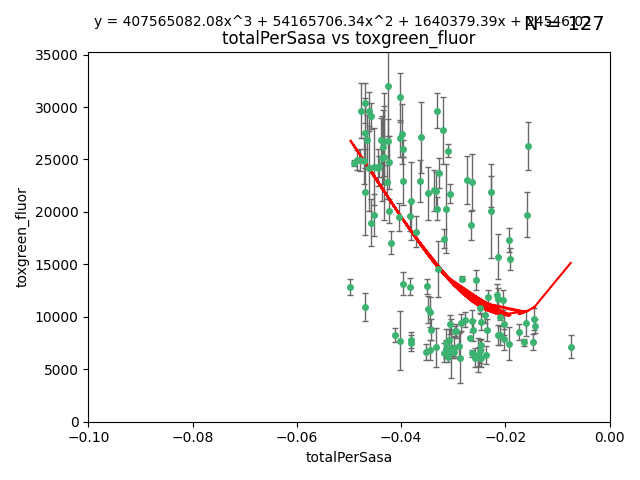 y = 407565082.08x^3 + 54165706.34x^2 + 1640379.39x +
N = 127
totalPerSasa vs toxgreen_fluor
35000
30000
25000
20000
15000
10000
5000
0
toxgreen_fluor
−0.10 −0.08 −0.06 −0.04 −0.02 0.00
totalPerSasa